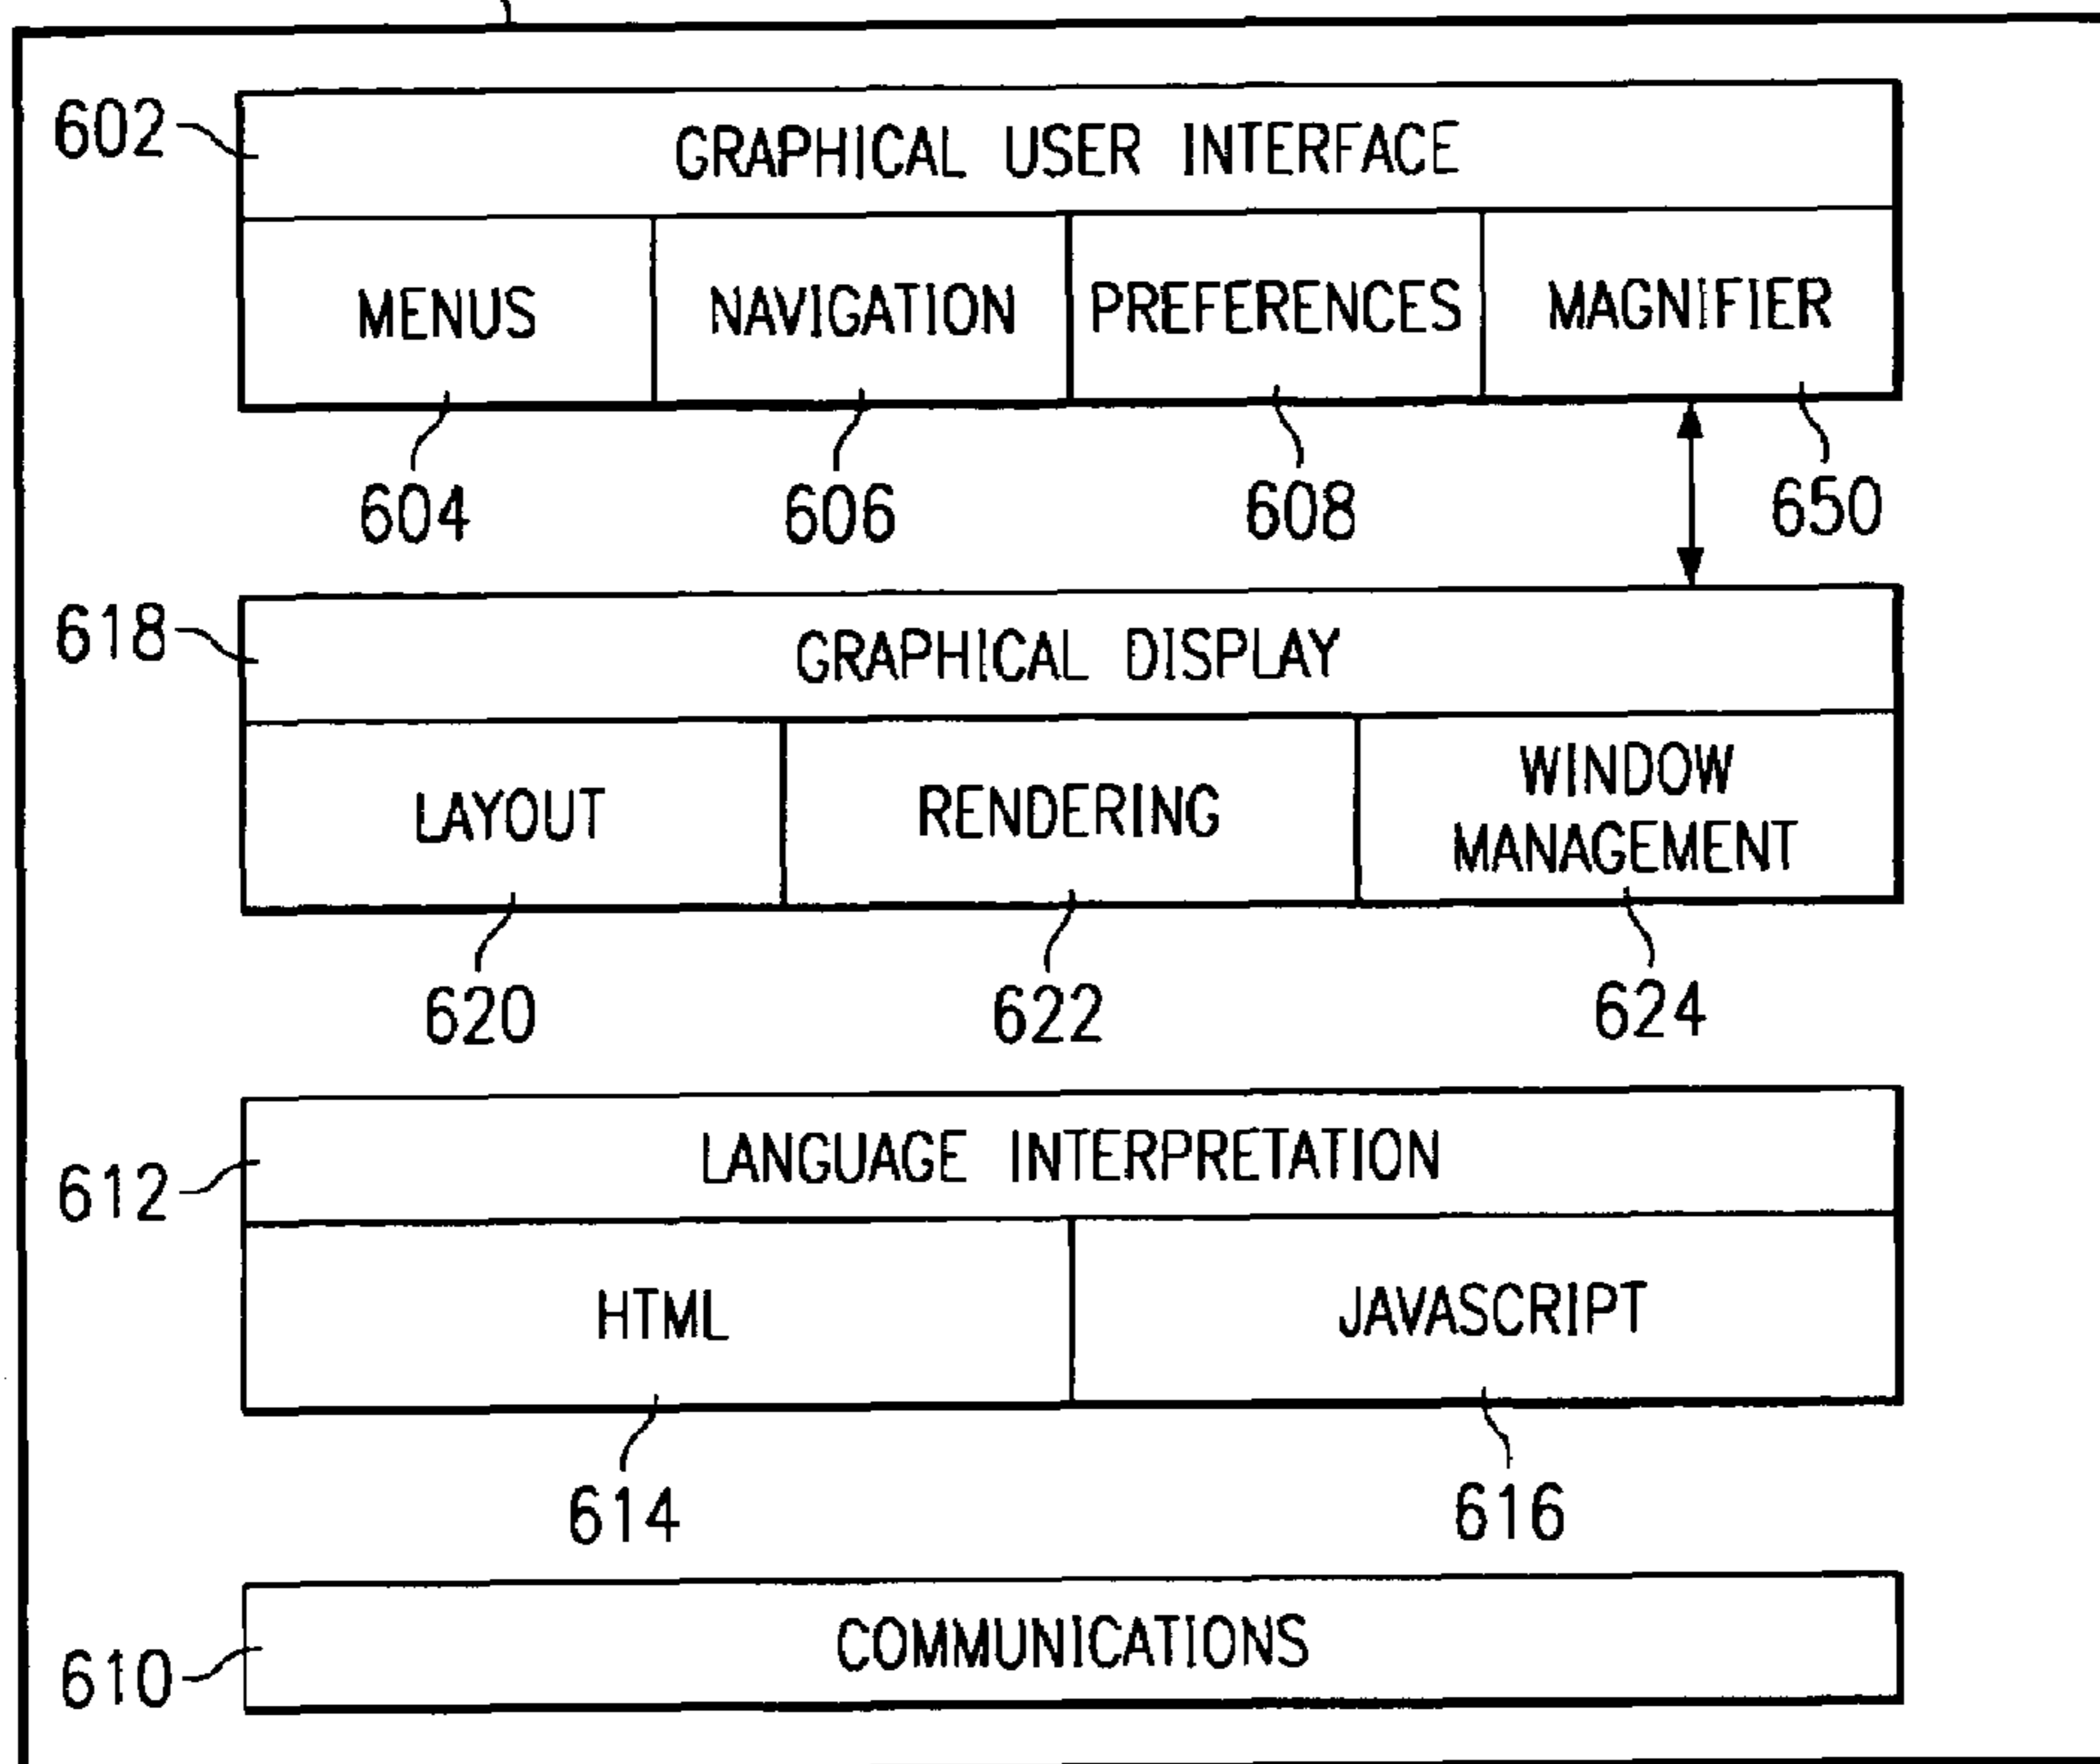 602
GRAPHICAL USER INTERFACE
MENUS
NAVIGATION
PREFERENCES
MAGNIFIER
604
606
608
650
618
GRAPHICAL DISPLAY
LAYOUT
RENDERING
WINDOW
MANAGEMENT
620
622
624
612
LANGUAGE INTERPRETATION
HTML
JAVASCRIPT
614
616
610
COMMUNICATIONS